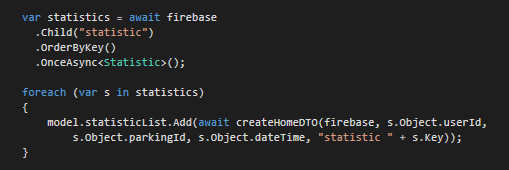 var statistics = await firebase
.Child("statistic")
.OrderByKey()
.OnceAsync<Statistic>();
foreach (var s in statistics)
{
model.statisticList.Add(await createHomeDTO(firebase, s.Object.userId,
s.Object.parkingId, s.Object.dateTime, "statistic " + s.Key));
}